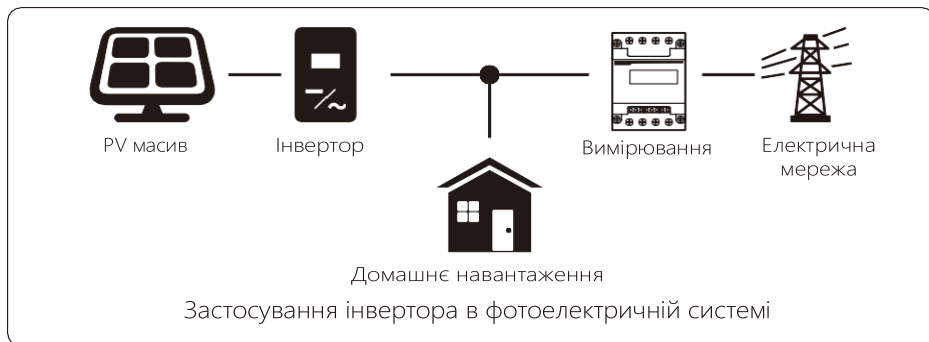 PV масив
Інвертор
Вимірювання
Електрична
мережа
Домашнє навантаження
Застосування інвертора в фотоелектричній системі